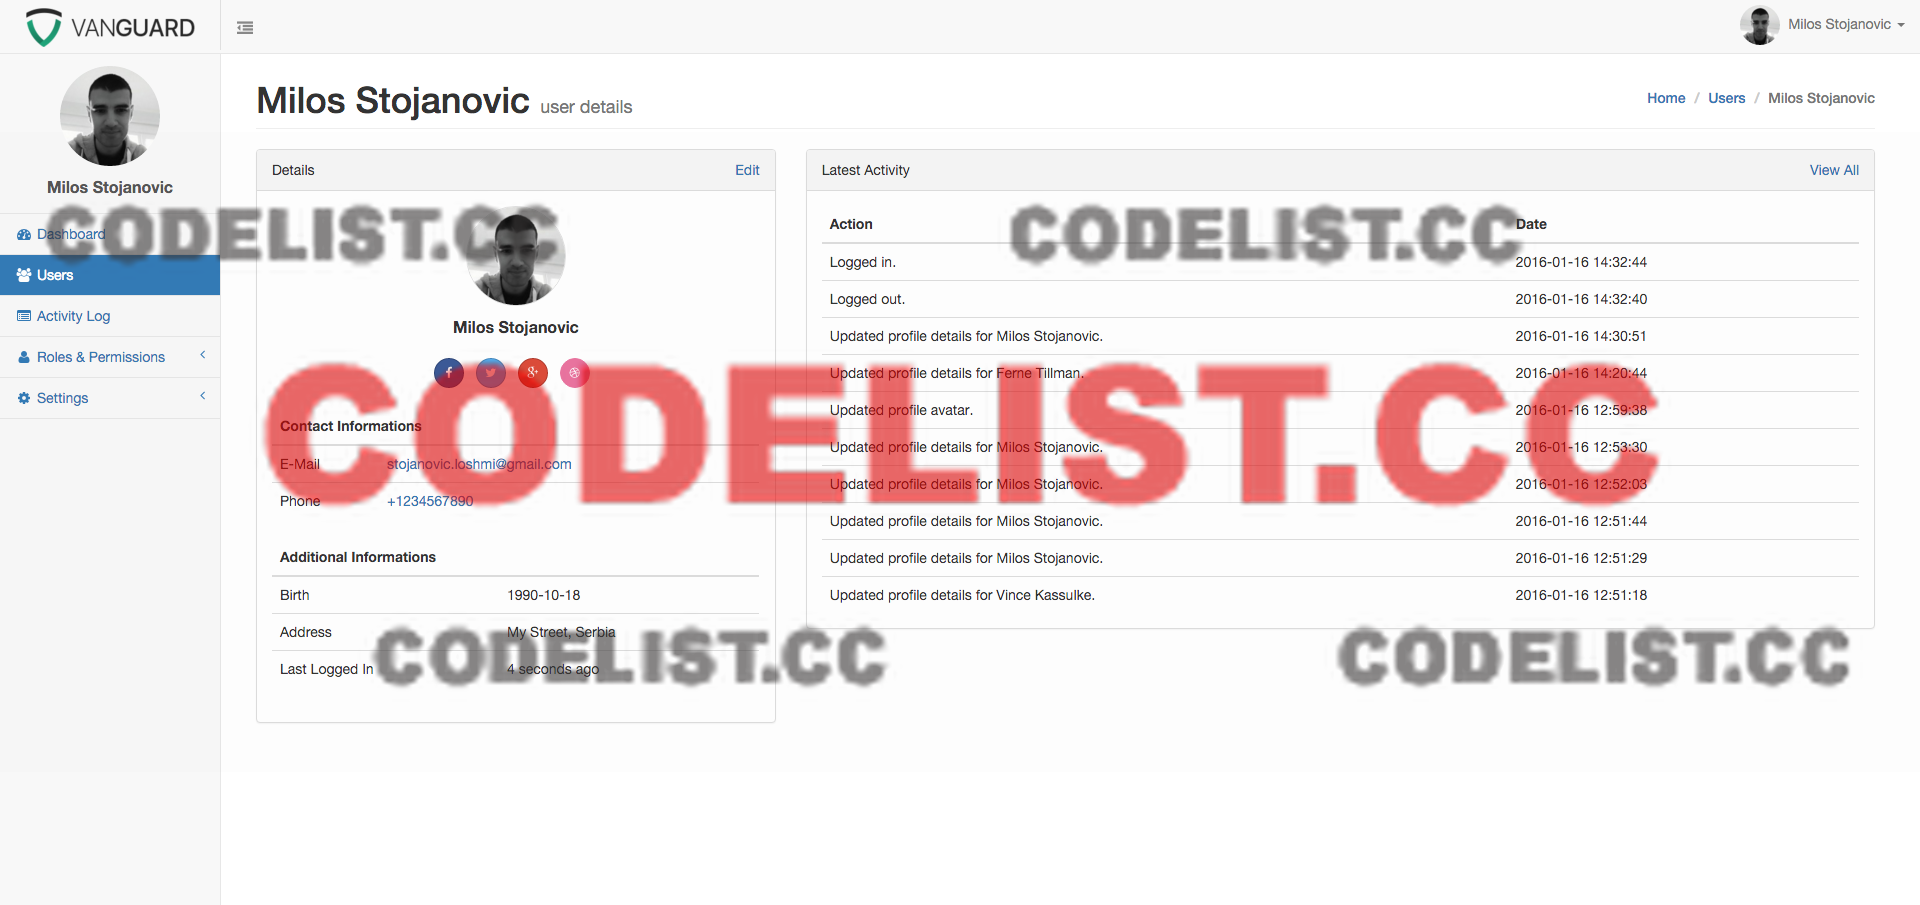 VANGUARD
Milos Stojanovic
Milos Stojanovic
Dashboard
Users
Activity Log
Roles & Permissions
Settings
Milos Stojanovic user details
Home / Users / Milos Stojanovic
Details Edit
Milos Stojanovic
Contact Informations
E-Mail stojanovic.loshmi@gmail.com
Phone +1234567890
Additional Informations
Birth 1990-10-18
Address My Street, Serbia
Last Logged In 4 seconds ago
Latest Activity View All
Action Date
Logged in. 2016-01-16 14:32:44
Logged out. 2016-01-16 14:32:40
Updated profile details for Milos Stojanovic. 2016-01-16 14:30:51
Updated profile details for Ferne Tillman. 2016-01-16 14:20:44
Updated profile avatar. 2016-01-16 12:59:38
Updated profile details for Milos Stojanovic. 2016-01-16 12:53:30
Updated profile details for Milos Stojanovic. 2016-01-16 12:52:03
Updated profile details for Milos Stojanovic. 2016-01-16 12:51:44
Updated profile details for Milos Stojanovic. 2016-01-16 12:51:29
Updated profile details for Vince Kassulke. 2016-01-16 12:51:18
CODELIST.CC
CODELIST.CC
CODELIST.CC
CODELIST.CC
CODELIST.CC